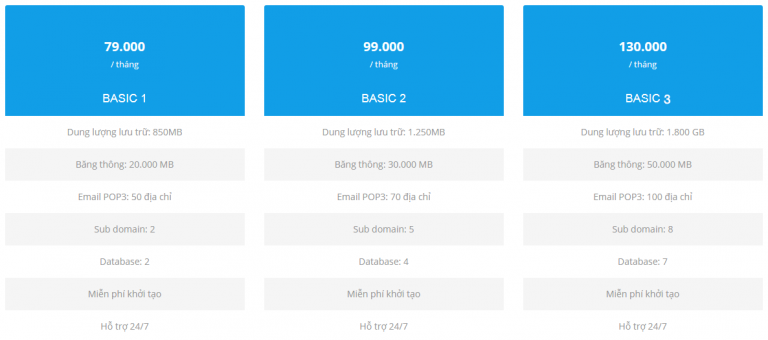 79.000
/ tháng
BASIC 1
Dung lượng lưu trữ: 850MB
Băng thông: 20.000 MB
Email POP3: 50 địa chỉ
Sub domain: 2
Database: 2
Miễn phí khởi tạo
Hỗ trợ 24/7
99.000
/ tháng
BASIC 2
Dung lượng lưu trữ: 1.250MB
Băng thông: 30.000 MB
Email POP3: 70 địa chỉ
Sub domain: 5
Database: 4
Miễn phí khởi tạo
Hỗ trợ 24/7
130.000
/ tháng
BASIC 3
Dung lượng lưu trữ: 1.800 GB
Băng thông: 50.000 MB
Email POP3: 100 địa chỉ
Sub domain: 8
Database: 7
Miễn phí khởi tạo
Hỗ trợ 24/7